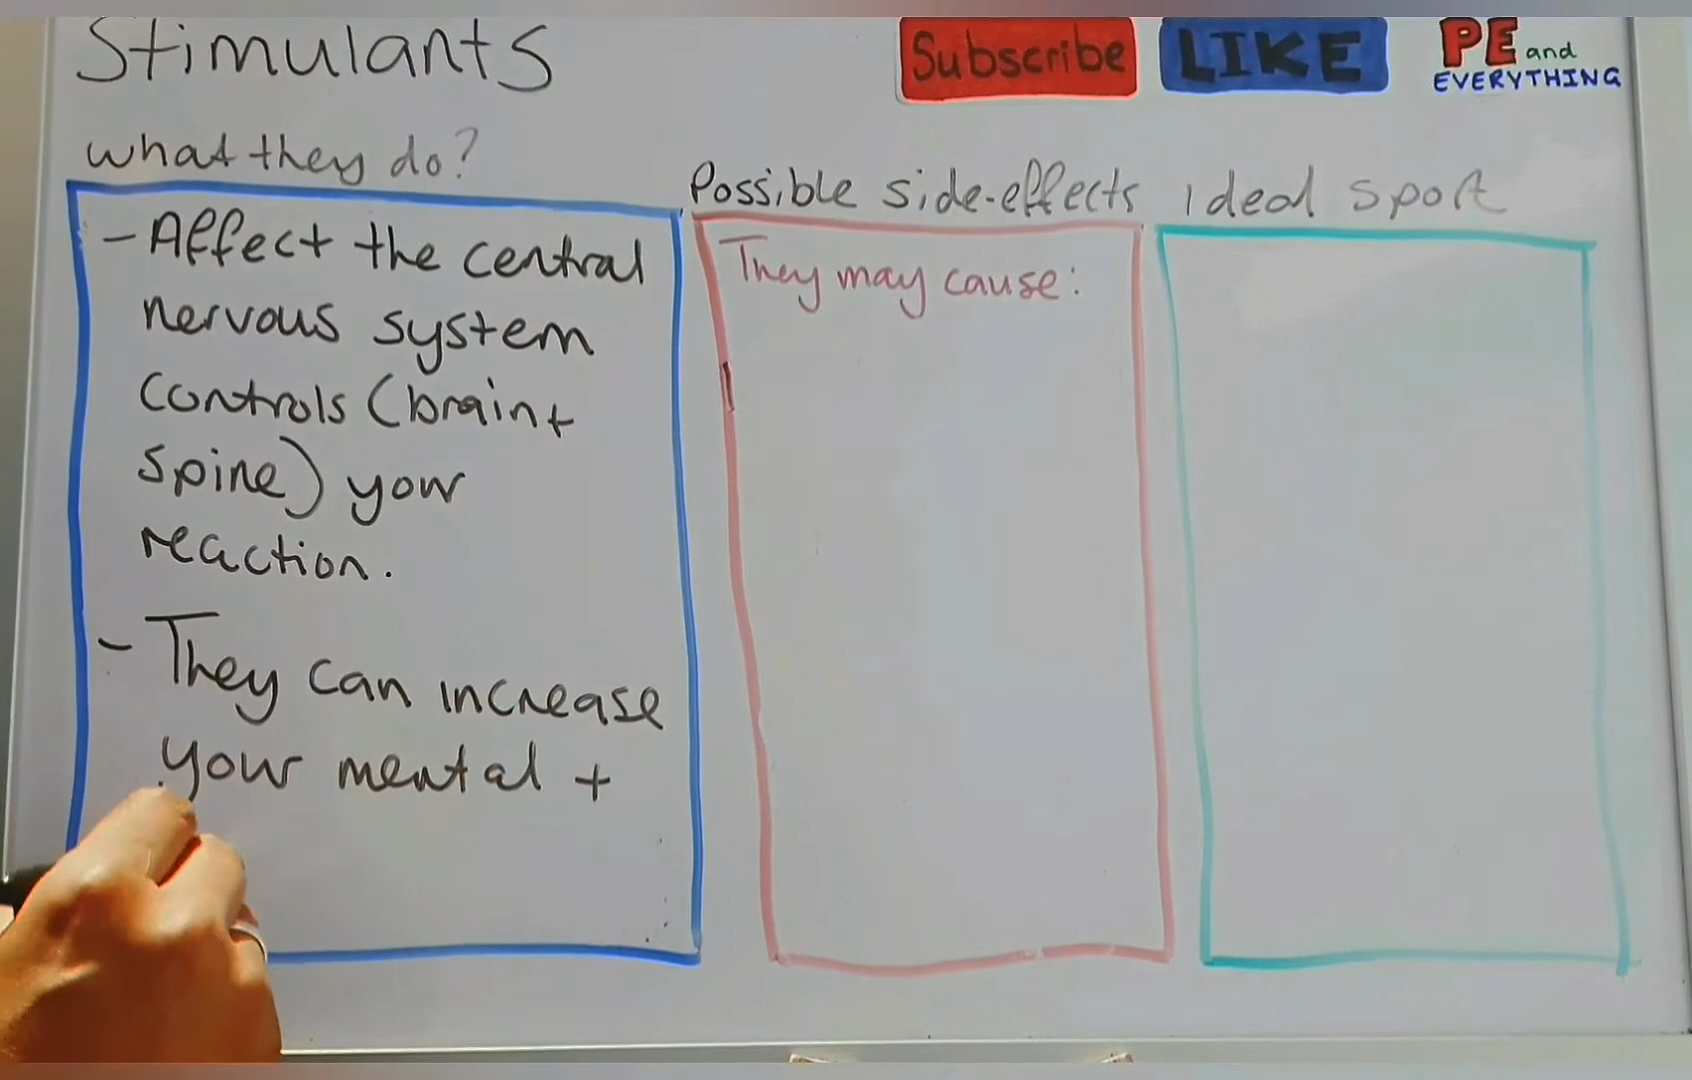 Stimulants
Subscribe
LIKE
PE and
EVERYTHING
what they do?
- Affect the central
nervous system
controls (brain+
spine) your
reaction.
- They can increase
your mental +
Possible side-effects
They may cause:
Ideal sport